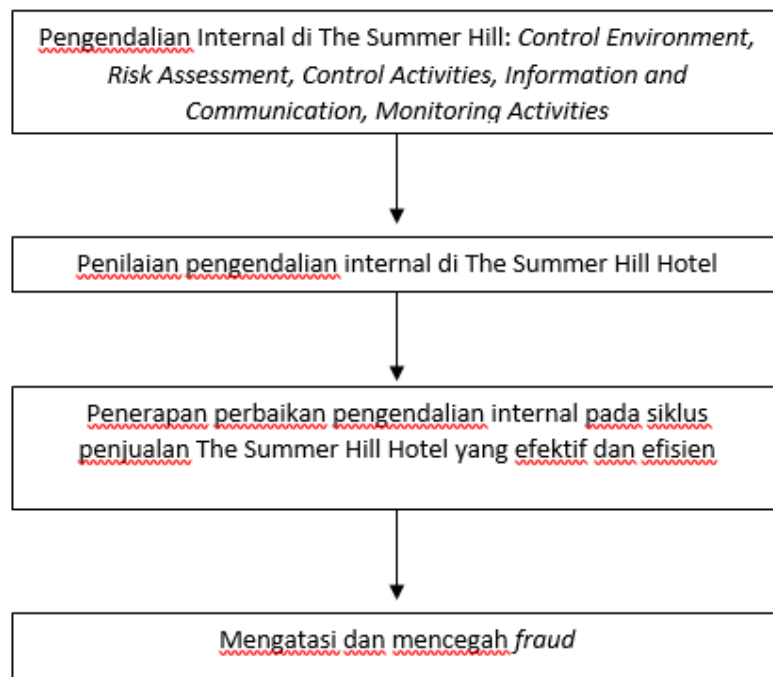 Pengendalian Internal di The Summer Hill: Control Environment,
Risk Assessment, Control Activities, Information and
Communication, Monitoring Activities
Penilaian pengendalian internal di The Summer Hill Hotel
Penerapan perbaikan pengendalian internal pada siklus
penjualan The Summer Hill Hotel yang efektif dan efisien
Mengatasi dan mencegah fraud